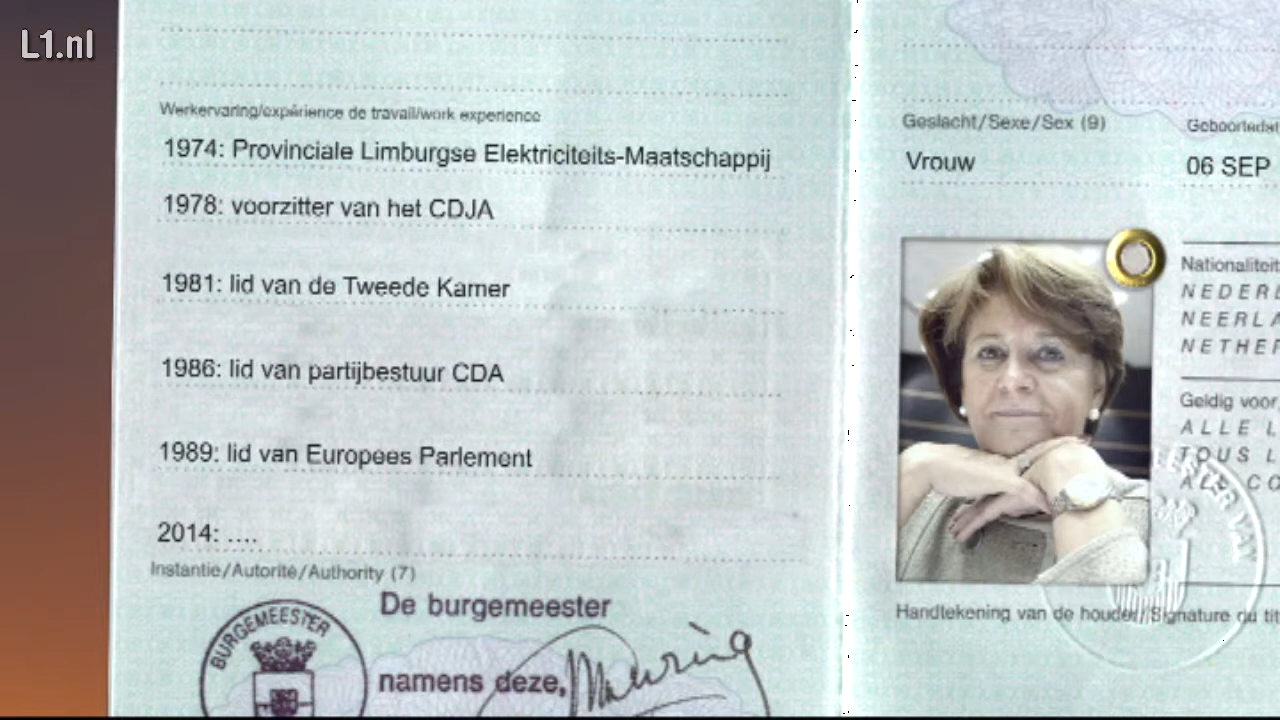 L1.nl
Werkervaring/expérience de travail/work experience
1974: Provinciale Limburgse Elektriciteits-Maatschappij
1978: voorzitter van het CDJA
1981: lid van de Tweede Kamer
1986: lid van partijbestuur CDA
1989: lid van Europees Parlement
2014: ....
Instantie/Autorité/Authority (7)
De burgemeester
namens deze,
BURGEMEESTER
Geslacht/Sexe/Sex (9)
Vrouw
06 SEP
Nationaliteit
Geldig voor
ALLE
TOUS
Handtekening van de houder/Signature du